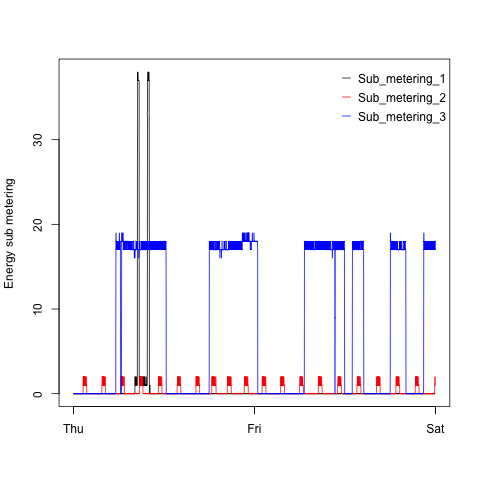 Sub_metering_1
Sub_metering_2
Sub_metering_3
Energy sub metering
30
20
10
0
Thu Fri Sat